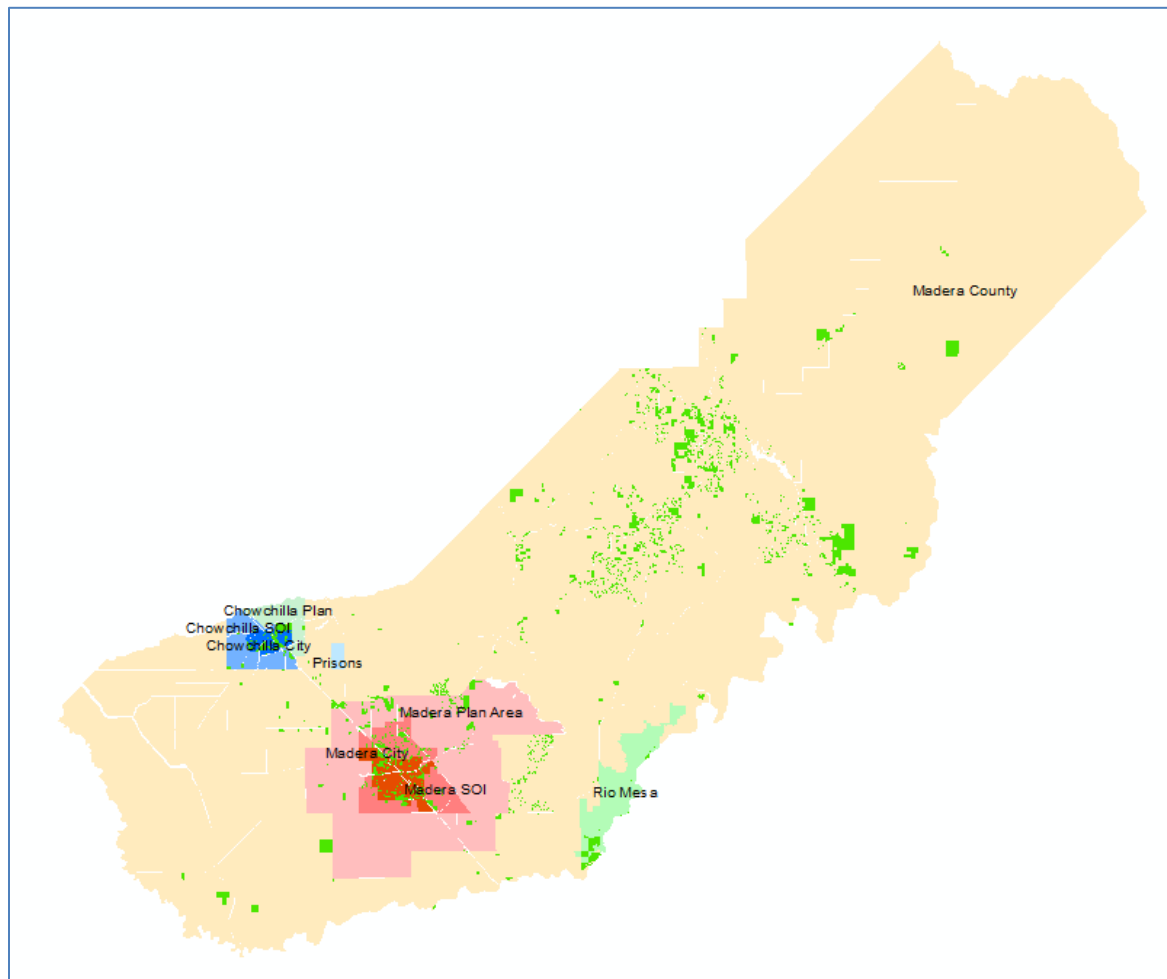 Madera County
Chowchilla Plan
Chowchilla SOI
Chowchilla City
Prisons
Madera Plan Area
Madera City
Madera SOI
Rio Mesa